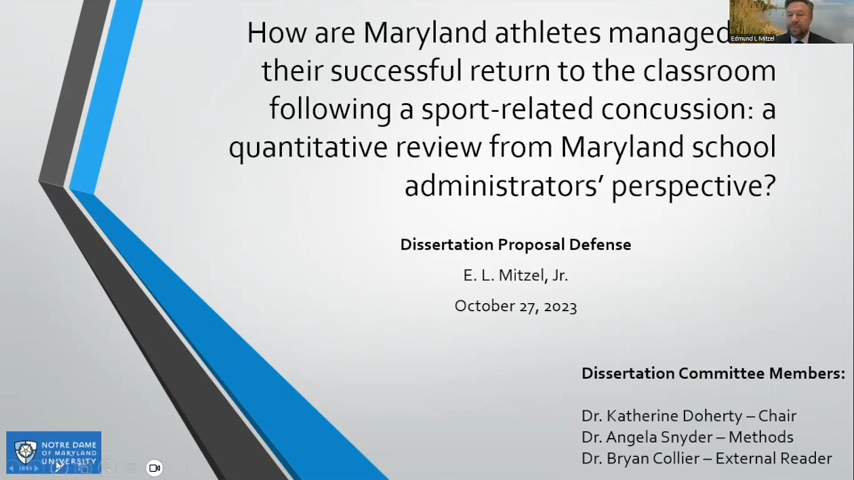 How are Maryland athletes managed
their successful return to the classroom
following a sport-related concussion: a
quantitative review from Maryland school
administrators' perspective?
Edmund L Mitzel
Dissertation Proposal Defense
E. L. Mitzel, Jr.
October 27, 2023
Dissertation Committee Members:
Dr. Katherine Doherty – Chair
Dr. Angela Snyder – Methods
Dr. Bryan Collier – External Reader
NOTRE DAME
OF MARYLAND
UNIVERSITY